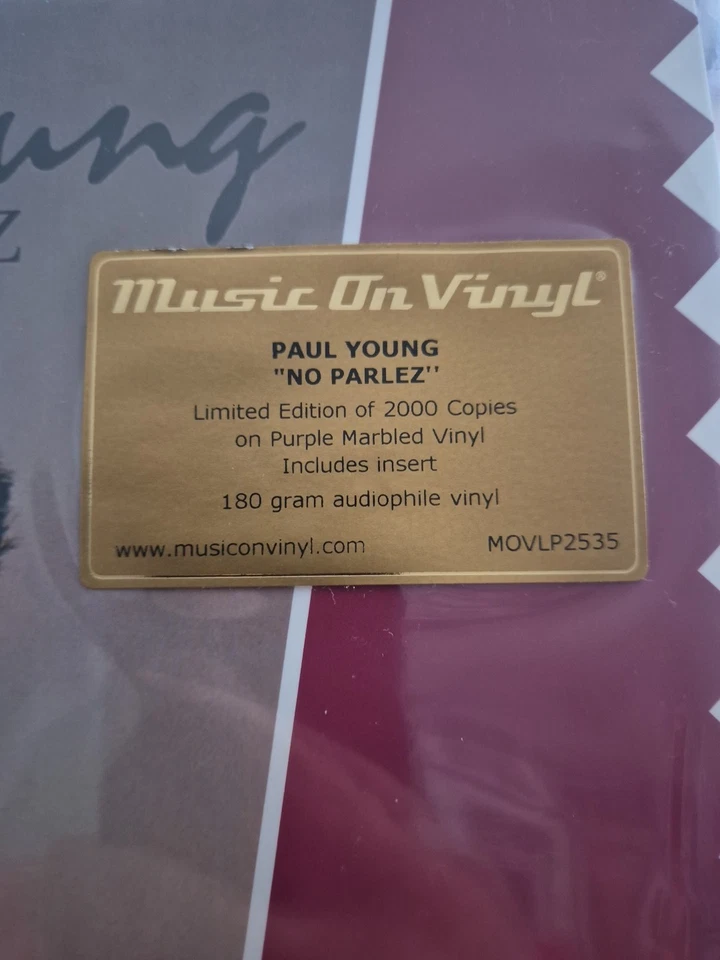 ung
Z
Music On Vinyl®
PAUL YOUNG
"NO PARLEZ''
Limited Edition of 2000 Copies
on Purple Marbled Vinyl
Includes insert
180 gram audiophile vinyl
www.musiconvinyl.com MOVLP2535